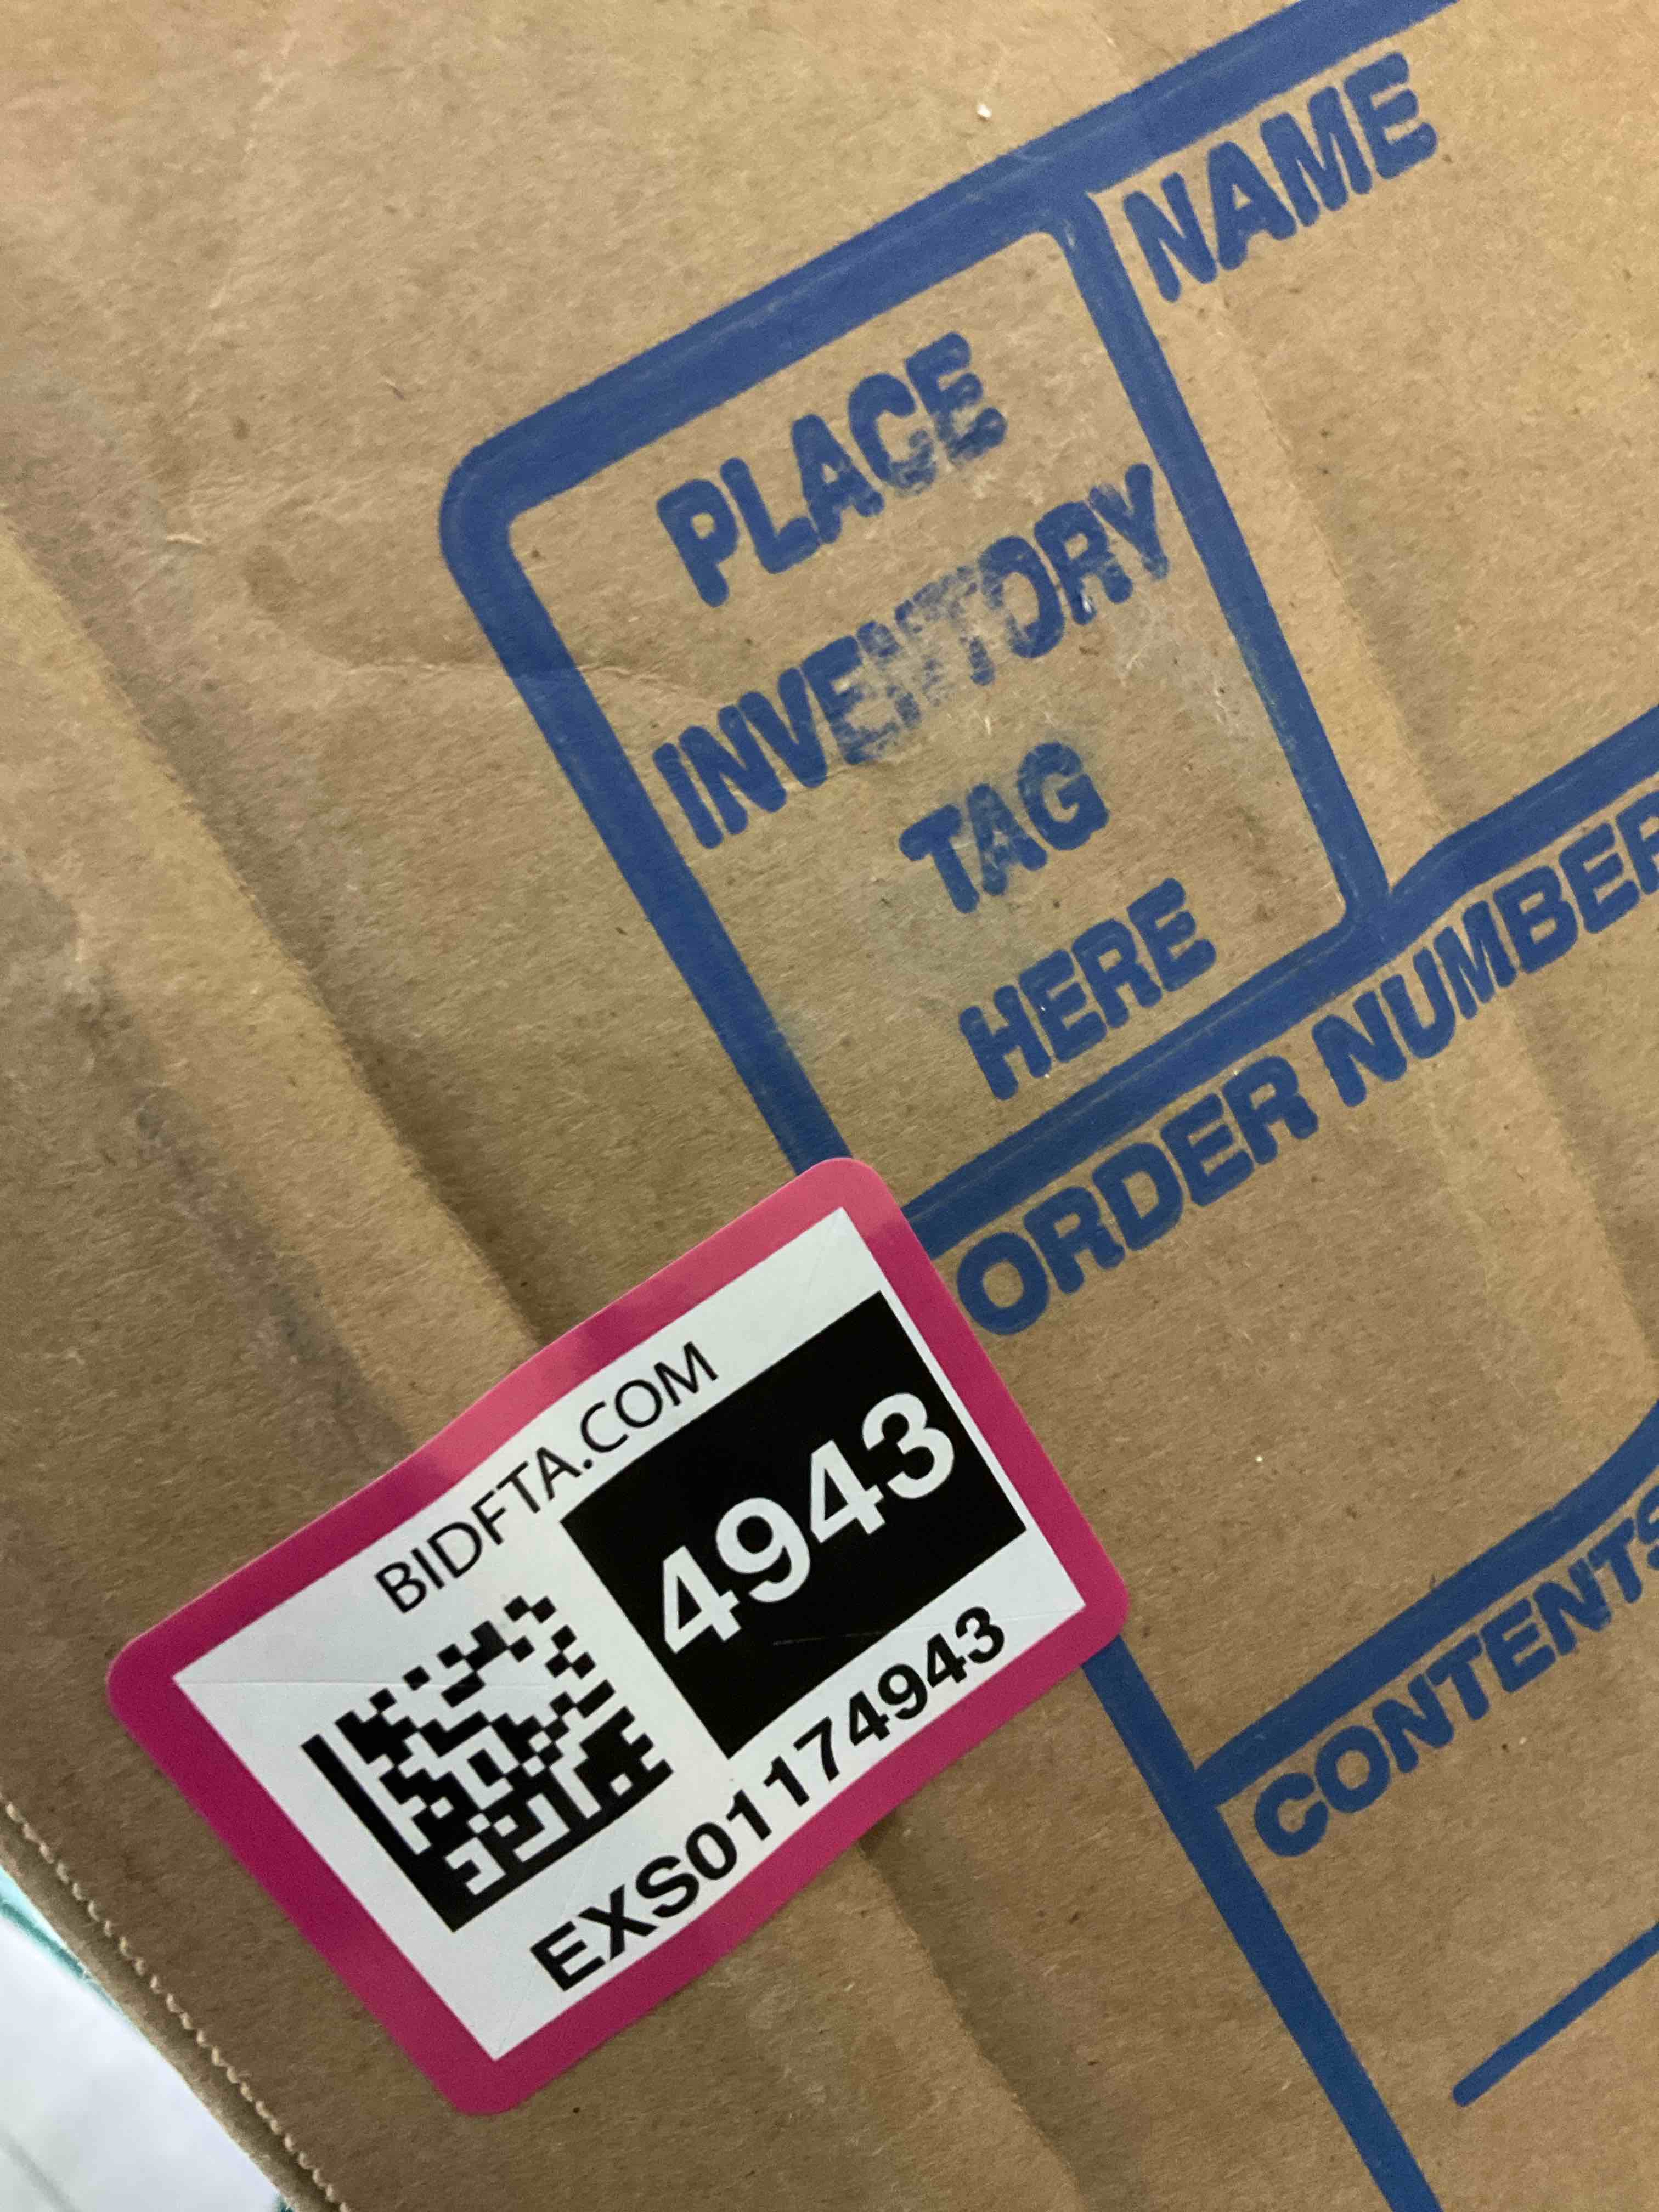 NAME
PLACE
INVENTORY
TAG
HERE
ORDER NUMBER
CONTENTS
BIDFTA.COM
4943
EXS01174943